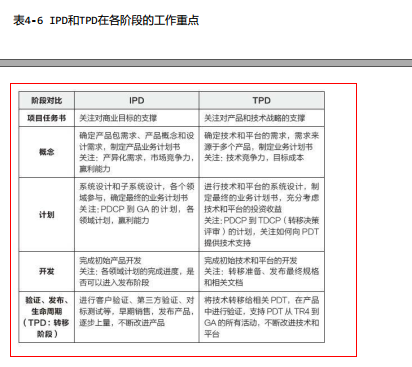 表4-6 IPD和TPD在各阶段的工作重点
阶段对比 IPD TPD
项目任务书 关注对商业目标的支撑 关注对产品和技术战略的支撑
概念
确定产品包需求、产品概念和设
计需求，制定产品业务计划书
关注：产异化需求，市场竞争力，
赢利能力
确定技术和平台的需求，需求来
源于多个产品，制定业务计划书
关注：技术竞争力，目标成本
计划
系统设计和子系统设计，各个领
域参与，确定最终的业务计划书
关注:PDCP 到 GA 的计划，各
领域计划，赢利能力
进行技术和平台的系统设计，制
定最终的业务计划书，充分考虑
技术和平台的投资收益
关注:PDCP 到 TDCP（转移决策
评审）的计划，关注如何向 PDT
提供技术支持
开发
完成初始产品开发
关注：各领域计划的完成进度，是
否可以进入发布阶段
完成初始技术和平台的开发
关注：转移准备、发布最终规格
和相关文档
验证、发布、
生命周期
（TPD：转移
阶段）
进行客户验证、第三方验证、对
标测试等，早期销售，发布产品，
逐步上量，不断改进产品
将技术转移给相关 PDT，在产品
中进行验证，支持 PDT 从 TR4 到
GA 的所有活动，不断改进技术和
平台